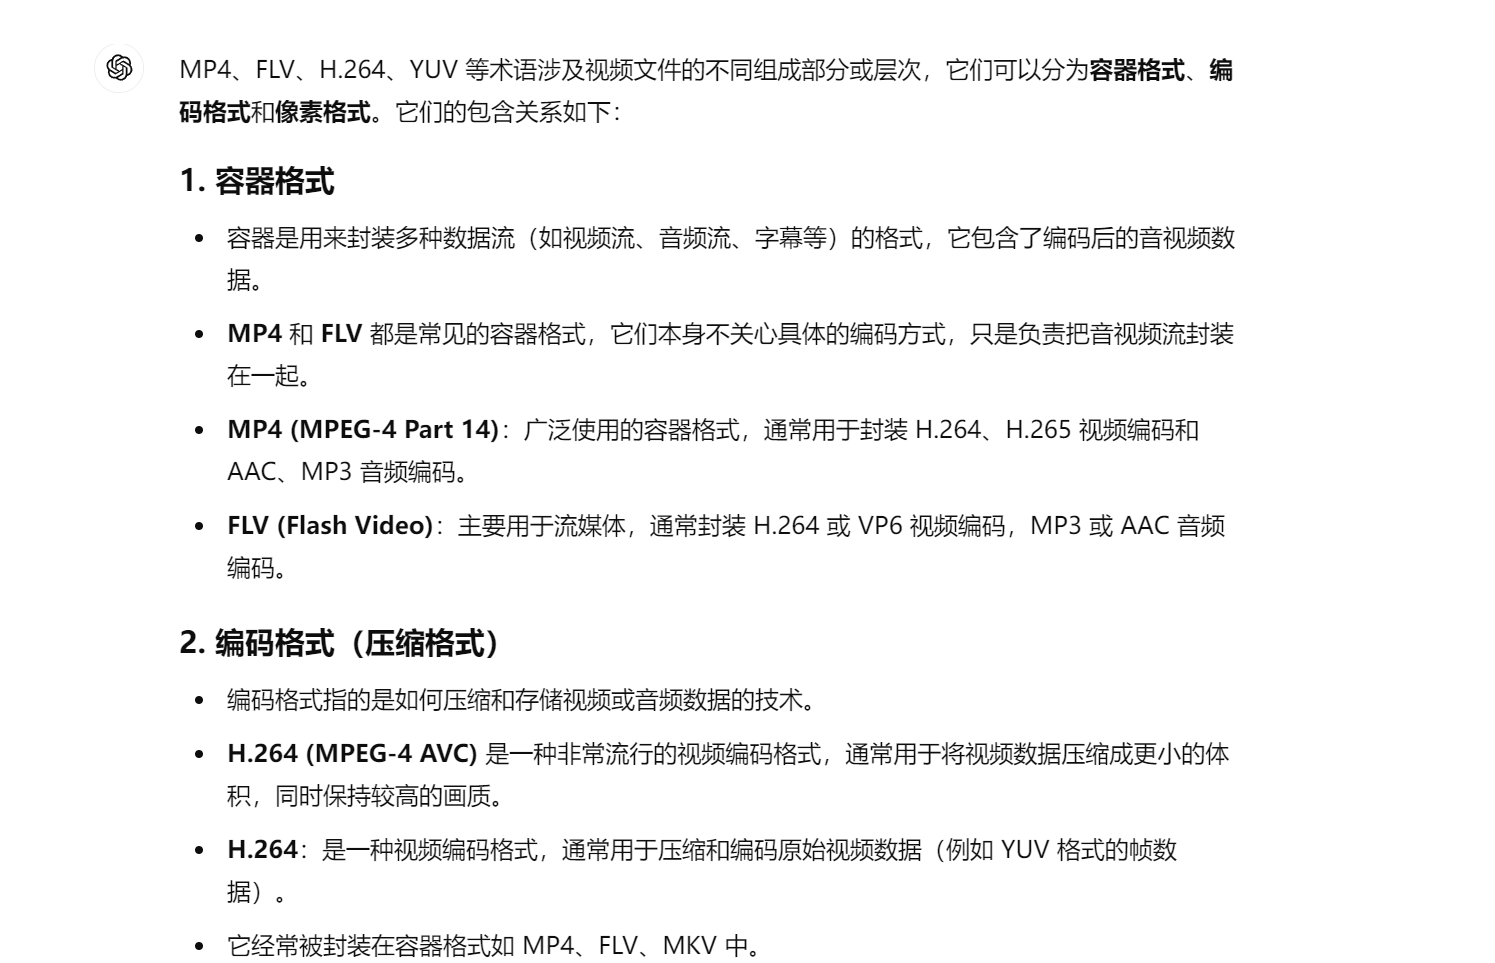 MP4、FLV、H.264、YUV 等术语涉及视频文件的不同组成部分或层次，它们可以分为容器格式、编
码格式和像素格式。它们的包含关系如下：
1. 容器格式
• 容器是用来封装多种数据流（如视频流、音频流、字幕等）的格式，它包含了编码后的音视频数
据。
• MP4 和 FLV 都是常见的容器格式，它们本身不关心具体的编码方式，只是负责把音视频流封装
在一起。
• MP4 (MPEG-4 Part 14)：广泛使用的容器格式，通常用于封装 H.264、H.265 视频编码和
AAC、MP3 音频编码。
• FLV (Flash Video)：主要用于流媒体，通常封装 H.264 或 VP6 视频编码，MP3 或 AAC 音频
编码。
2. 编码格式（压缩格式）
• 编码格式指的是如何压缩和存储视频或音频数据的技术。
• H.264 (MPEG-4 AVC) 是一种非常流行的视频编码格式，通常用于将视频数据压缩成更小的体
积，同时保持较高的画质。
• H.264：是一种视频编码格式，通常用于压缩和编码原始视频数据（例如 YUV 格式的帧数
据）。
• 它经常被封装在容器格式如 MP4、FLV、MKV 中。